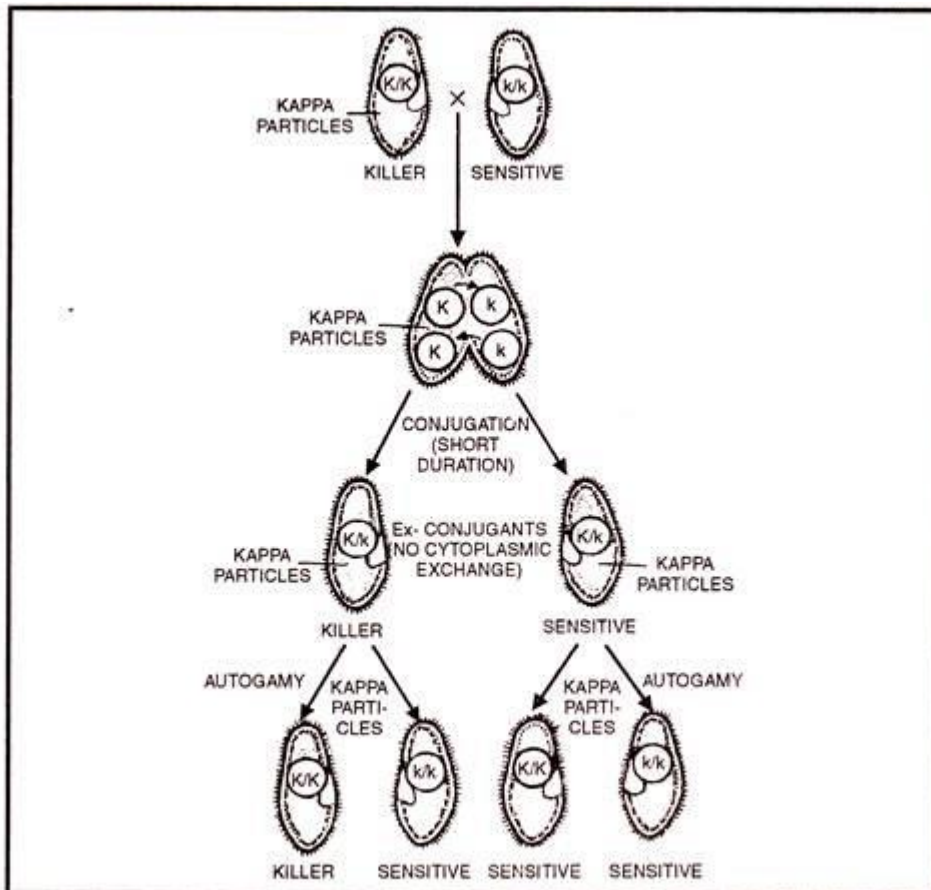 K/K
k/k
×
KAPPA
PARTICLES
KILLER
SENSITIVE
K
k
KAPPA
PARTICLES
K
k
CONJUGATION
(SHORT
DURATION)
K/k
Ex- CONJUGANTS
(NO CYTOPLASMIC
EXCHANGE)
K/k
KAPPA
PARTICLES
KAPPA
PARTICLES
KILLER
SENSITIVE
AUTOGAMY
KAPPA
PARTI-
CLES
KAPPA
PARTI-
CLES
AUTOGAMY
K/K
k/k
K/K
k/k
KILLER
SENSITIVE
SENSITIVE
SENSITIVE